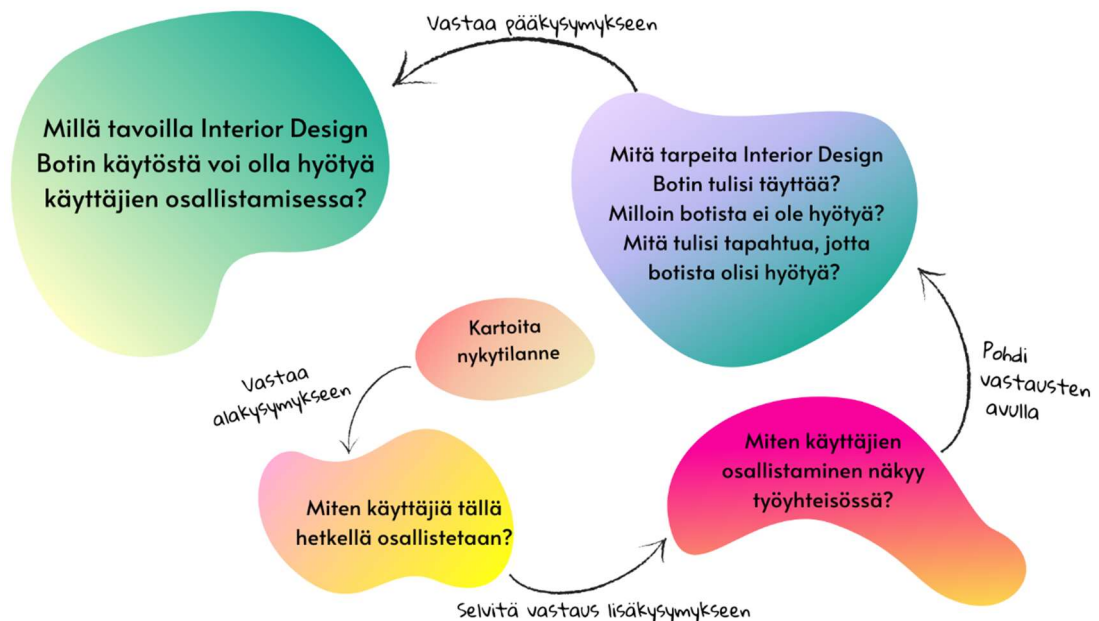 Vastaa pääkysymykseen
Millä tavoilla Interior Design
Botin käytöstä voi olla hyötyä
käyttäjien osallistamisessa?
Mitä tarpeita Interior Design
Botin tulisi täyttää?
Milloin botista ei ole hyötyä?
Mitä tulisi tapahtua, jotta
botista olisi hyötyä?
Kartoita
nykytilanne
Vastaa
alakysymykseen
Pohdi
vastausten
avulla
Miten käyttäjien
osallistaminen näkyy
työyhteisössä?
Miten käyttäjiä tällä
hetkellä osallistetaan?
Selvitä vastaus lisäkysymykseen